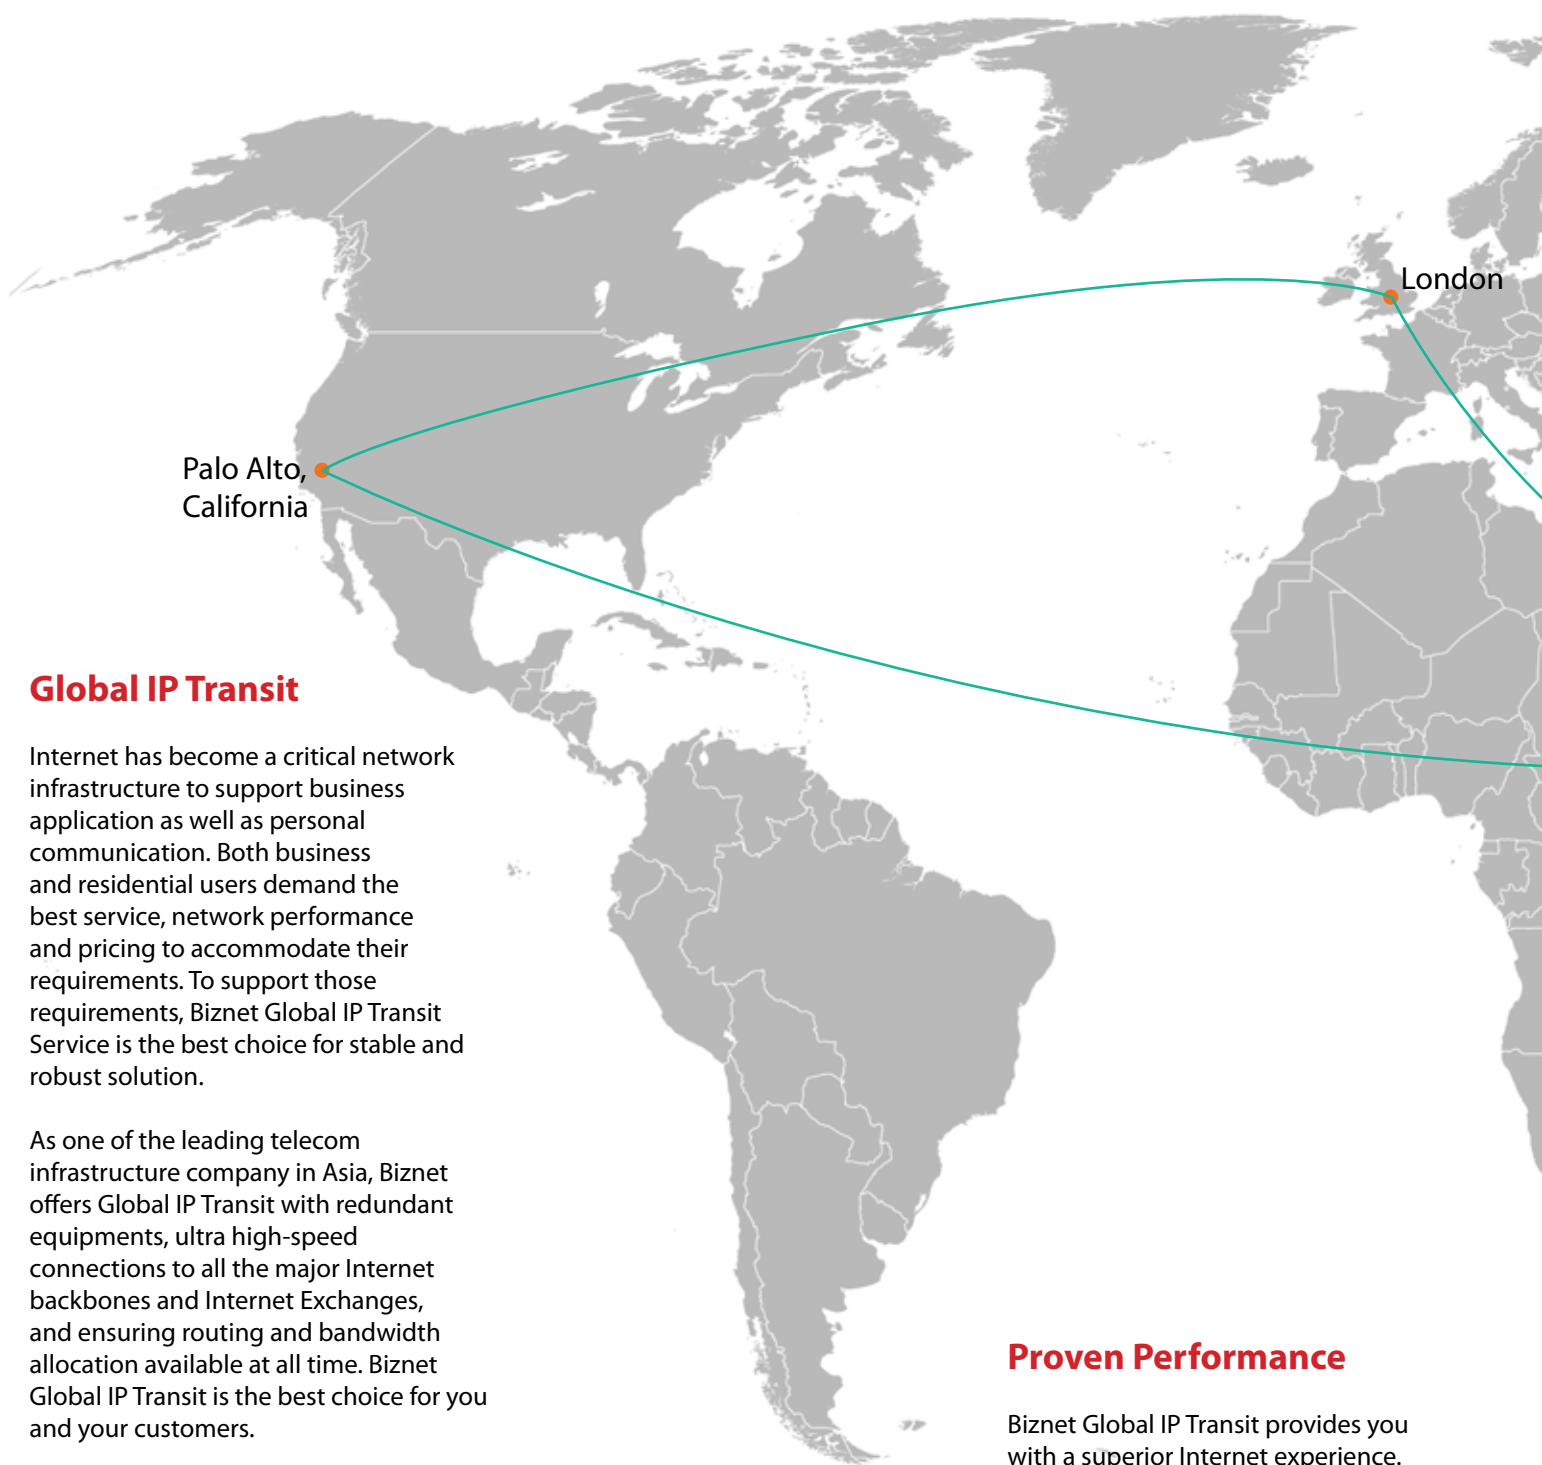 London
Palo Alto,
California
Global IP Transit
Internet has become a critical network
infrastructure to support business
application as well as personal
communication. Both business
and residential users demand the
best service, network performance
and pricing to accommodate their
requirements. To support those
requirements, Biznet Global IP Transit
Service is the best choice for stable and
robust solution.
As one of the leading telecom
infrastructure company in Asia, Biznet
offers Global IP Transit with redundant
equipments, ultra high-speed
connections to all the major Internet
backbones and Internet Exchanges,
and ensuring routing and bandwidth
allocation available at all time. Biznet
Global IP Transit is the best choice for you
and your customers.
Proven Performance
Biznet Global IP Transit provides you
with a superior Internet experience.